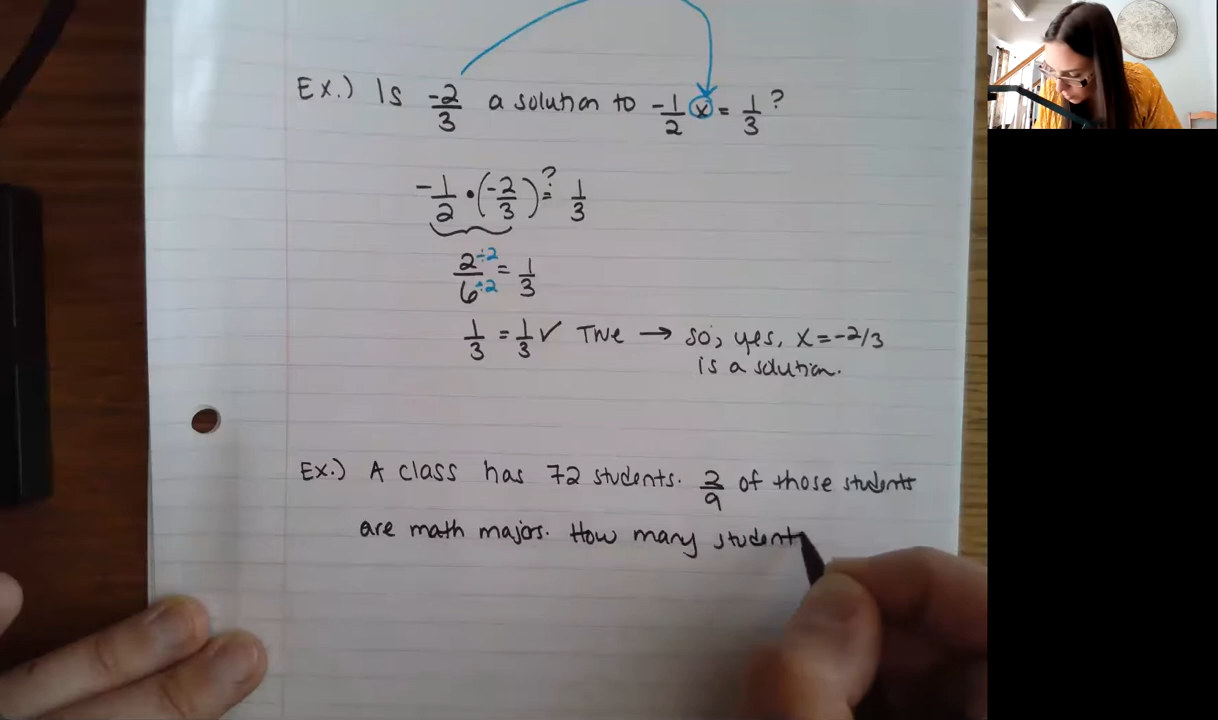 Ex.) Is -2/3 a solution to -1/2 x = 1/3 ?
-1/2 • (-2/3) ?= 1/3
2÷2/6÷2 = 1/3
1/3 = 1/3 ✓ True → so, yes, x = -2/3
is a solution.
Ex.) A class has 72 students. 2/9 of those students
are math majors. How many students